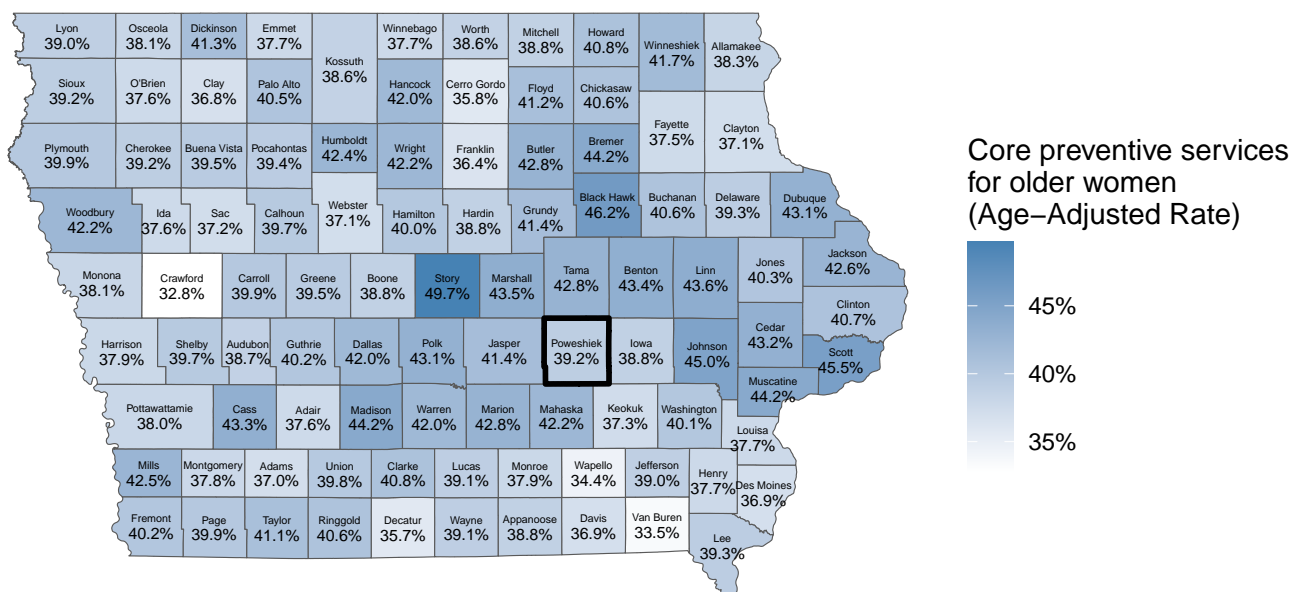 Lyon
39.0%
Osceola
38.1%
Dickinson
41.3%
Emmet
37.7%
Kossuth
38.6%
Winnebago
37.7%
Worth
38.6%
Mitchell
38.8%
Howard
40.8%
Winneshiek
41.7%
Allamakee
38.3%
Sioux
39.2%
O'Brien
37.6%
Clay
36.8%
Palo Alto
40.5%
Hancock
42.0%
Cerro Gordo
35.8%
Floyd
41.2%
Chickasaw
40.6%
Fayette
37.5%
Clayton
37.1%
Plymouth
39.9%
Cherokee
39.2%
Buena Vista
39.5%
Pocahontas
39.4%
Humboldt
42.4%
Wright
42.2%
Franklin
36.4%
Butler
42.8%
Bremer
44.2%
Woodbury
42.2%
Ida
37.6%
Sac
37.2%
Calhoun
39.7%
Webster
37.1%
Hamilton
40.0%
Hardin
38.8%
Grundy
41.4%
Black Hawk
46.2%
Buchanan
40.6%
Delaware
39.3%
Dubuque
43.1%
Monona
38.1%
Crawford
32.8%
Carroll
39.9%
Greene
39.5%
Boone
38.8%
Story
49.7%
Marshall
43.5%
Tama
42.8%
Benton
43.4%
Linn
43.6%
Jones
40.3%
Jackson
42.6%
Clinton
40.7%
Harrison
37.9%
Shelby
39.7%
Audubon
38.7%
Guthrie
40.2%
Dallas
42.0%
Polk
43.1%
Jasper
41.4%
Poweshiek
39.2%
Iowa
38.8%
Johnson
45.0%
Cedar
43.2%
Scott
45.5%
Muscatine
44.2%
Pottawattamie
38.0%
Cass
43.3%
Adair
37.6%
Madison
44.2%
Warren
42.0%
Marion
42.8%
Mahaska
42.2%
Keokuk
37.3%
Washington
40.1%
Louisa
37.7%
Mills
42.5%
Montgomery
37.8%
Adams
37.0%
Union
39.8%
Clarke
40.8%
Lucas
39.1%
Monroe
37.9%
Wapello
34.4%
Jefferson
39.0%
Henry
37.7%
Des Moines
36.9%
Fremont
40.2%
Page
39.9%
Taylor
41.1%
Ringgold
40.6%
Decatur
35.7%
Wayne
39.1%
Appanoose
38.8%
Davis
36.9%
Van Buren
33.5%
Lee
39.3%
Core preventive services
for older women
(Age−Adjusted Rate)
45%
40%
35%